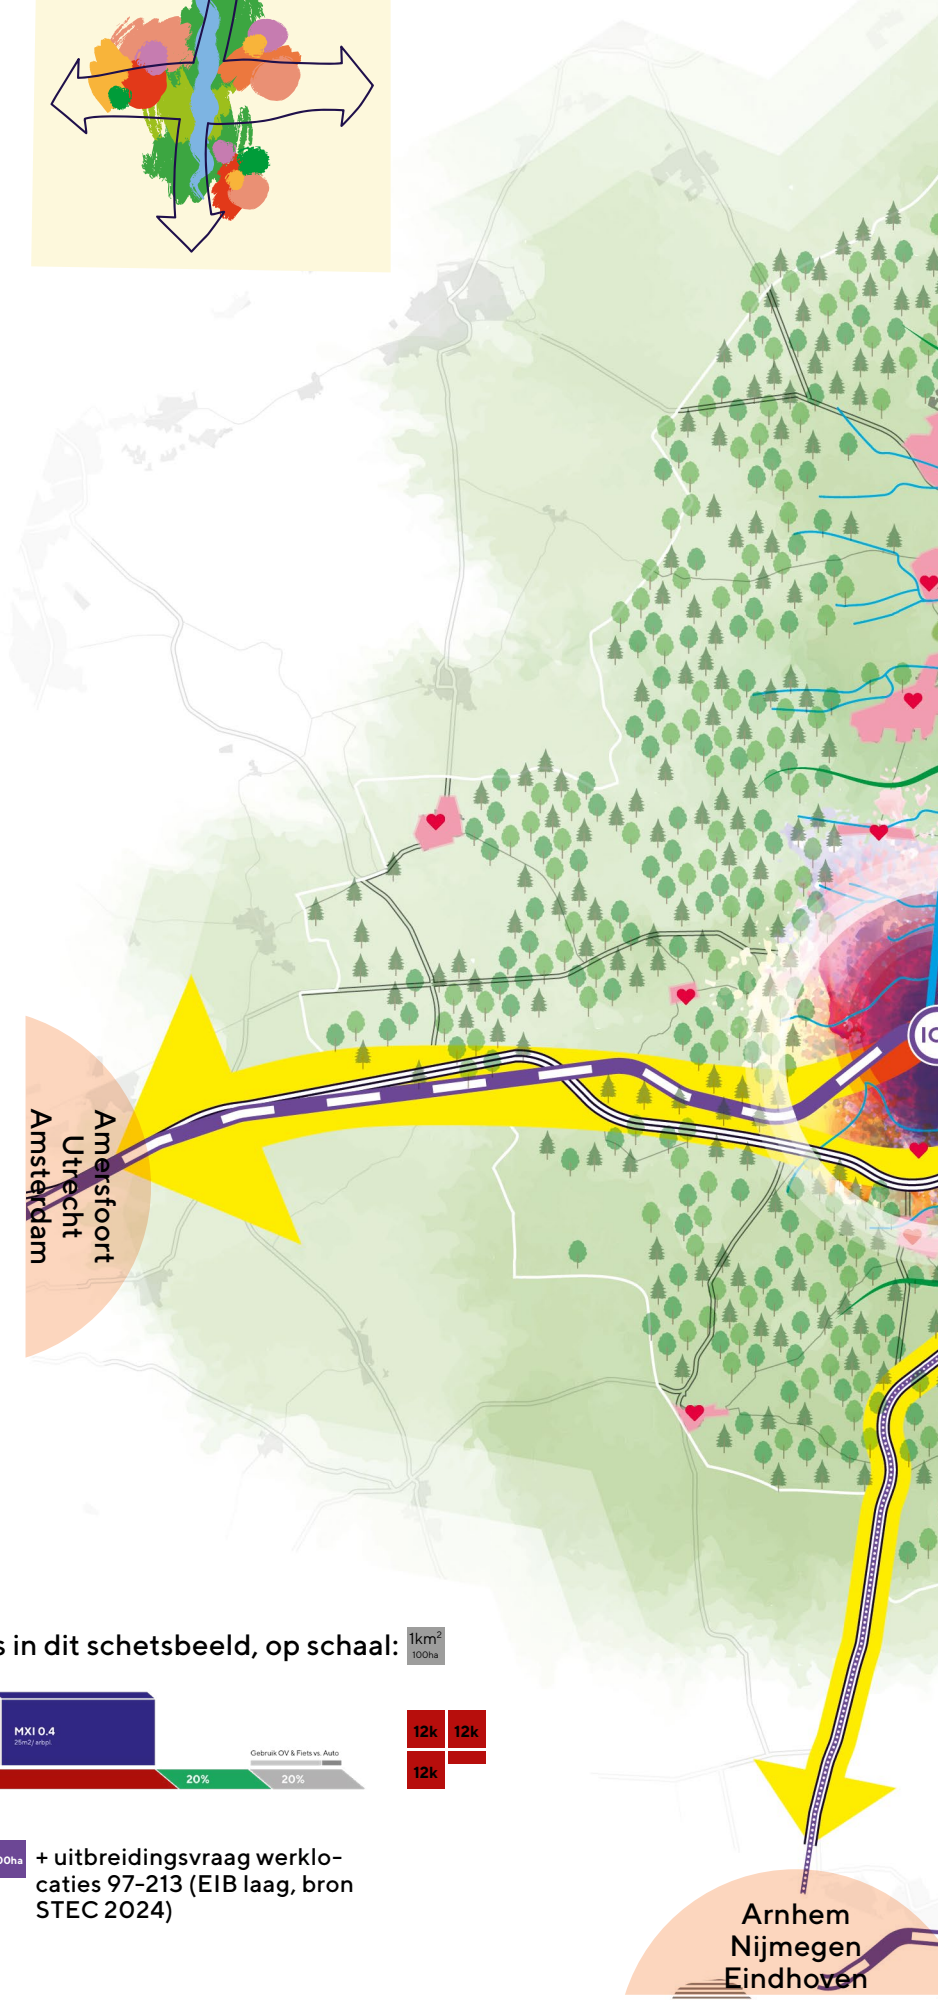 IC
Amersfoort
Utrecht
Amsterdam
s in dit schetsbeeld, op schaal:
1km²
100ha
MXI 0.4
25m2/ arbpl.
Gebruik OV & Fiets vs. Auto
20%
20%
12k 12k
12k
00ha
+ uitbreidingsvraag werklo-
caties 97-213 (EIB laag, bron
STEC 2024)
Arnhem
Nijmegen
Eindhoven